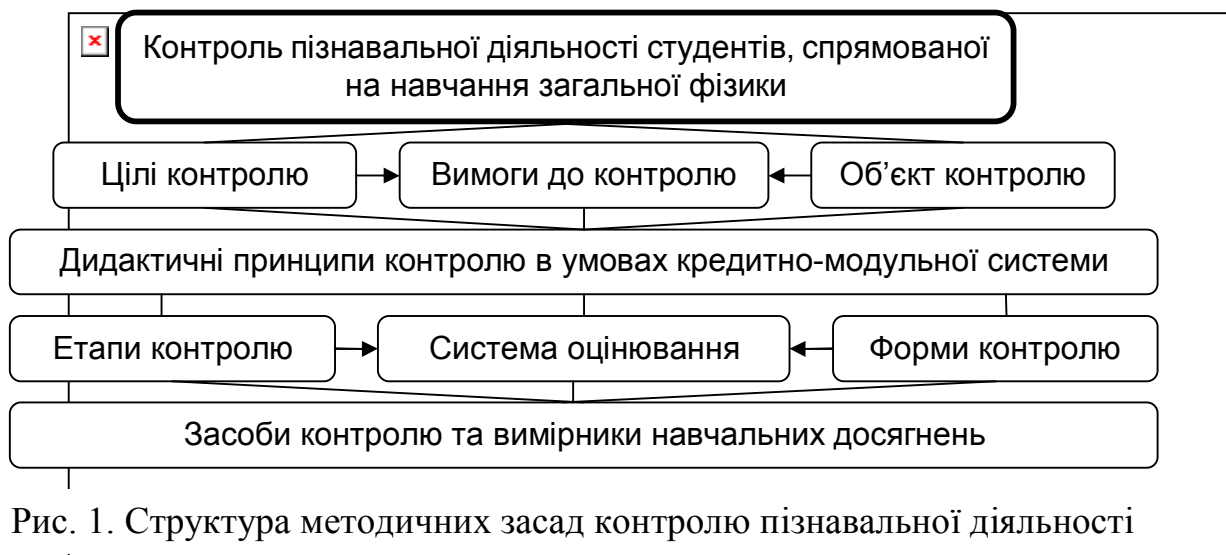 Контроль пізнавальної діяльності студентів, спрямованої
на навчання загальної фізики
Цілі контролю
Вимоги до контролю
Об’єкт контролю
Дидактичні принципи контролю в умовах кредитно-модульної системи
Етапи контролю
Система оцінювання
Форми контролю
Засоби контролю та вимірники навчальних досягнень
Рис. 1. Структура методичних засад контролю пізнавальної діяльності